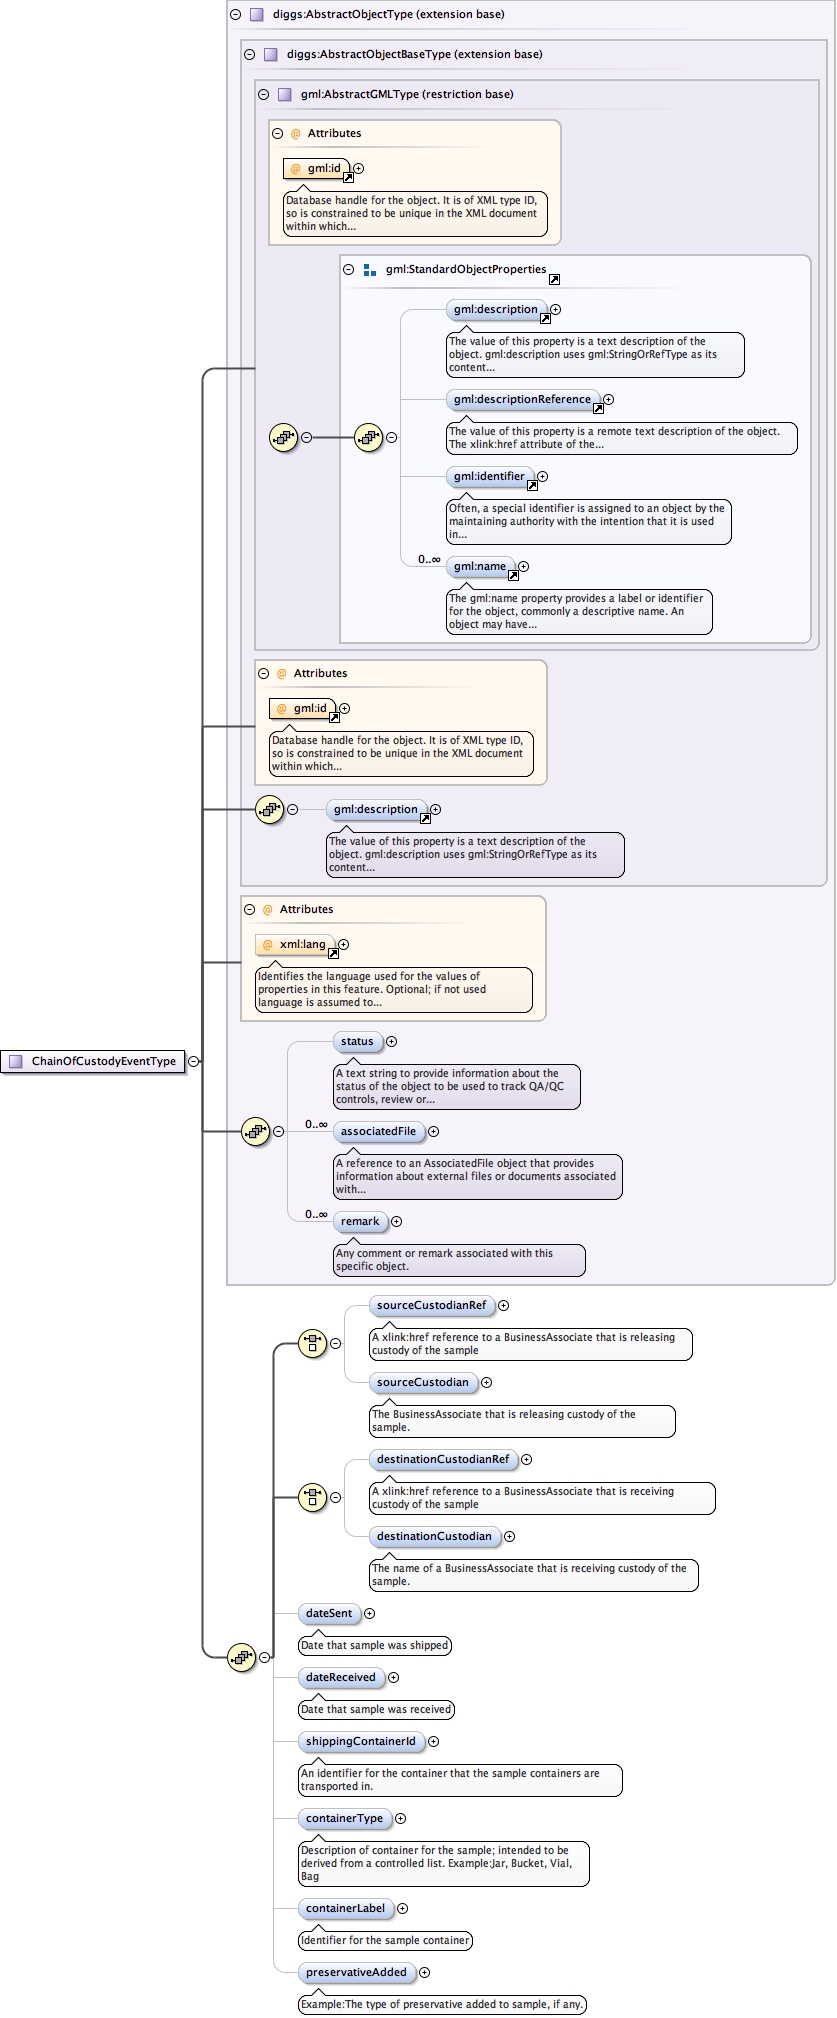 diggs:AbstractObjectType (extension base)
diggs:AbstractObjectBaseType (extension base)
gml:AbstractGMLType (restriction base)
@ Attributes
@ gml:id
Database handle for the object. It is of XML type ID,
so is constrained to be unique in the XML document
within which...
gml:StandardObjectProperties
gml:description
The value of this property is a text description of the
object. gml:description uses gml:StringOrRefType as its
content...
gml:descriptionReference
The value of this property is a remote text description of the object.
The xlink:href attribute of the...
gml:identifier
Often, a special identifier is assigned to an object by the
maintaining authority with the intention that it is used
in...
0..∞
gml:name
The gml:name property provides a label or identifier
for the object, commonly a descriptive name. An
object may have...
@ Attributes
@ gml:id
Database handle for the object. It is of XML type ID,
so is constrained to be unique in the XML document
within which...
gml:description
The value of this property is a text description of the
object. gml:description uses gml:StringOrRefType as its
content...
@ Attributes
@ xml:lang
Identifies the language used for the values of
properties in this feature. Optional; if not used
language is assumed to...
ChainOfCustodyEventType
status
A text string to provide information about the
status of the object to be used to track QA/QC
controls, review or...
0..∞
associatedFile
A reference to an AssociatedFile object that provides
information about external files or documents associated
with...
0..∞
remark
Any comment or remark associated with this
specific object.
sourceCustodianRef
A xlink:href reference to a BusinessAssociate that is releasing
custody of the sample
sourceCustodian
The BusinessAssociate that is releasing custody of the
sample.
destinationCustodianRef
A xlink:href reference to a BusinessAssociate that is receiving
custody of the sample
destinationCustodian
The name of a BusinessAssociate that is receiving custody of the
sample.
dateSent
Date that sample was shipped
dateReceived
Date that sample was received
shippingContainerId
An identifier for the container that the sample containers are
transported in.
containerType
Description of container for the sample; intended to be
derived from a controlled list. Example:Jar, Bucket, Vial,
Bag
containerLabel
Identifier for the sample container
preservativeAdded
Example:The type of preservative added to sample, if any.